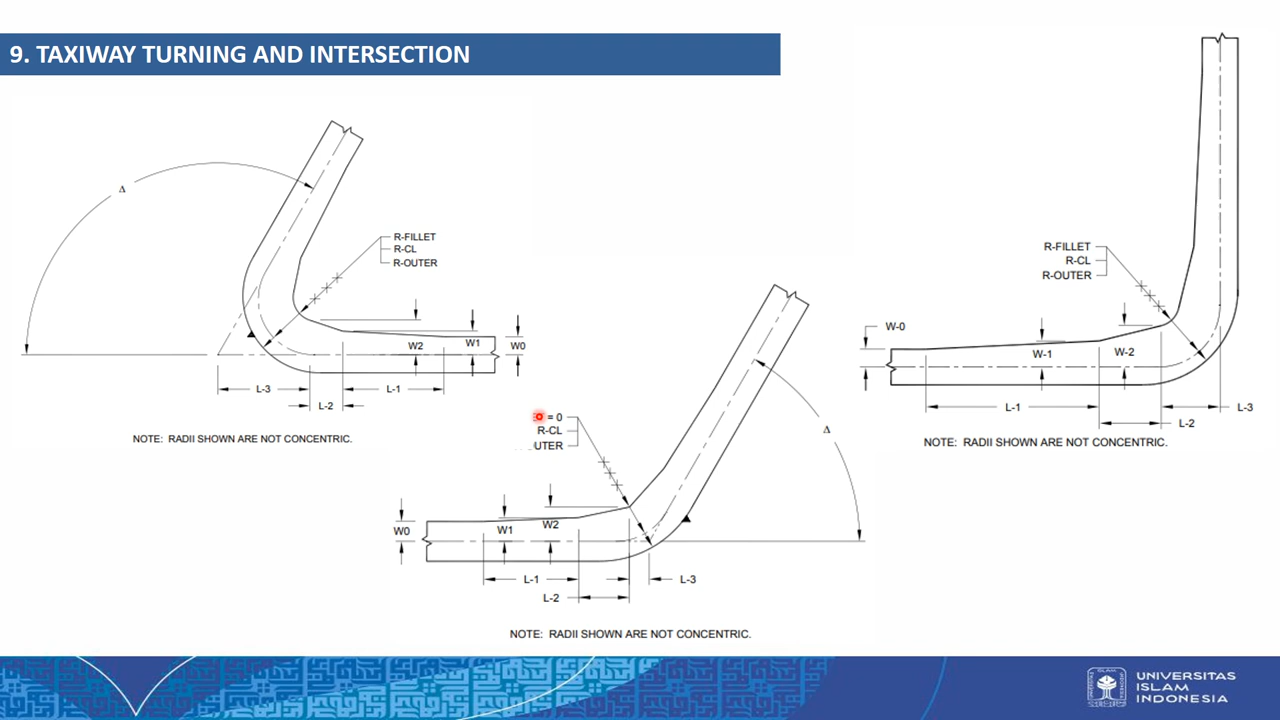 9. TAXIWAY TURNING AND INTERSECTION
Δ
R-FILLET
R-CL
R-OUTER
W2
W1
W0
L-3
L-1
L-2
NOTE: RADII SHOWN ARE NOT CONCENTRIC.
= 0
R-CL
UTER
Δ
W0
W1
W2
L-1
L-3
L-2
NOTE: RADII SHOWN ARE NOT CONCENTRIC.
R-FILLET
R-CL
R-OUTER
W-0
W-1
W-2
L-1
L-3
L-2
NOTE: RADII SHOWN ARE NOT CONCENTRIC.
UNIVERSITAS
ISLAM
INDONESIA